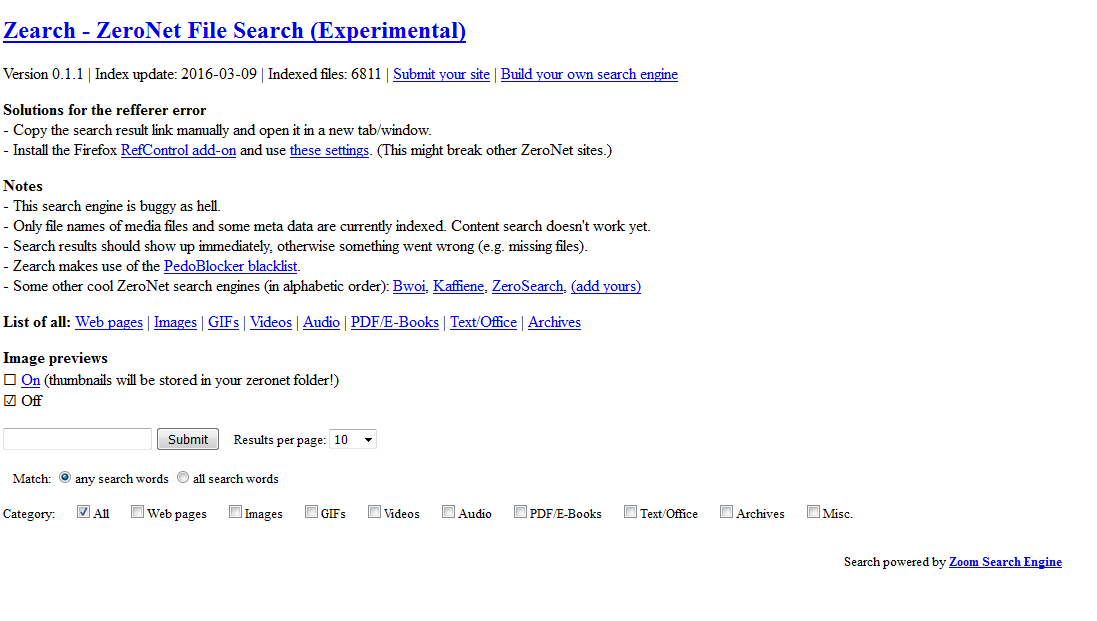 Zearch - ZeroNet File Search (Experimental)
Version 0.1.1 | Index update: 2016-03-09 | Indexed files: 6811 | Submit your site | Build your own search engine
Solutions for the refferer error
- Copy the search result link manually and open it in a new tab/window.
- Install the Firefox RefControl add-on and use these settings. (This might break other ZeroNet sites.)
Notes
- This search engine is buggy as hell.
- Only file names of media files and some meta data are currently indexed. Content search doesn't work yet.
- Search results should show up immediately, otherwise something went wrong (e.g. missing files).
- Zearch makes use of the PedoBlocker blacklist.
- Some other cool ZeroNet search engines (in alphabetic order): Bwoi, Kaffiene, ZeroSearch, (add yours)
List of all: Web pages | Images | GIFs | Videos | Audio | PDF/E-Books | Text/Office | Archives
Image previews
☐ On (thumbnails will be stored in your zeronet folder!)
☑ Off
Submit Results per page: 10
Match: any search words all search words
Category: All Web pages Images GIFs Videos Audio PDF/E-Books Text/Office Archives Misc.
Search powered by Zoom Search Engine